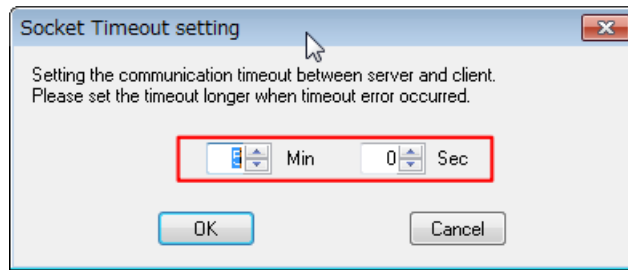 Socket Timeout setting
Setting the communication timeout between server and client.
Please set the timeout longer when timeout error occurred.
Min 0 Sec
OK Cancel